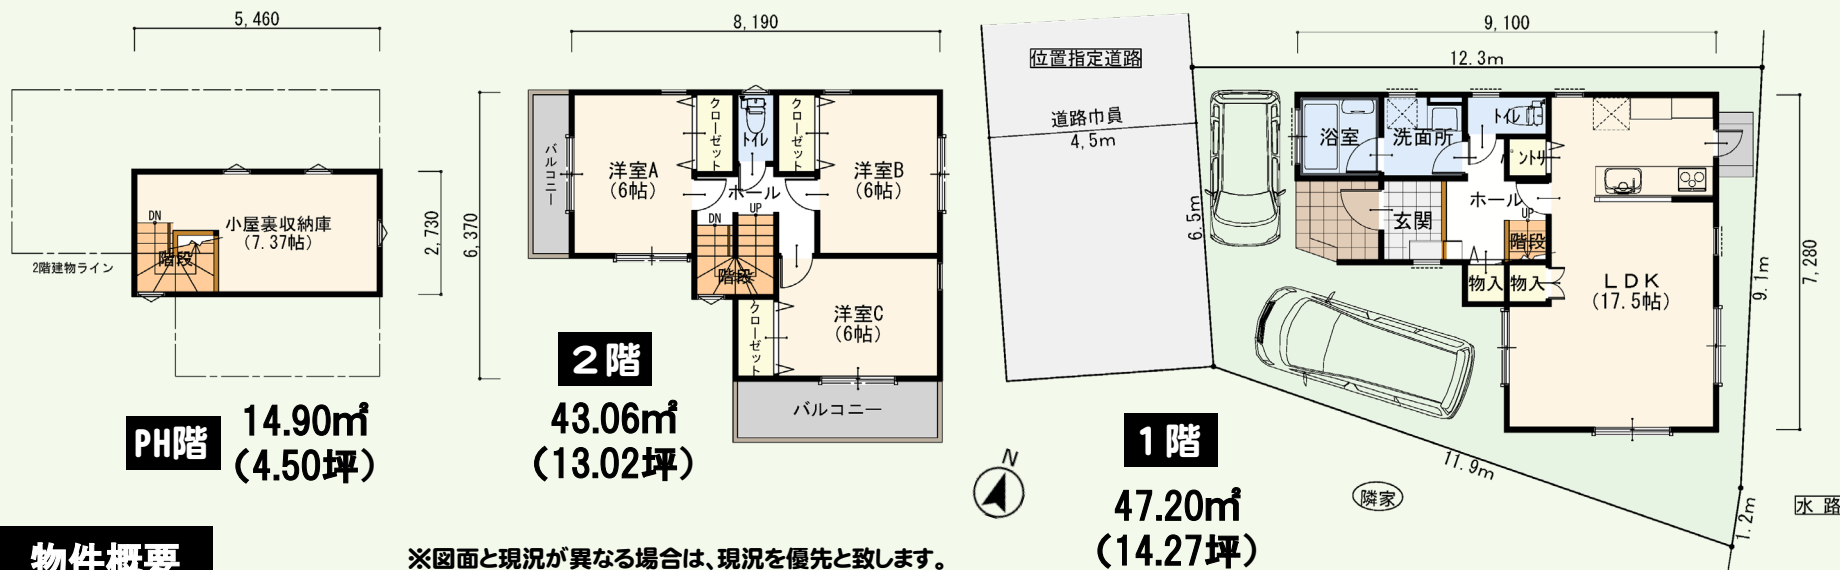 5,460
2,730
DN
小屋裏収納庫
(7.37帖)
階段
2階建物ライン
PH階
14.90㎡
(4.50坪)
8,190
6,370
バルコニー
洋室A
(6帖)
クローゼット
トイレ
クローゼット
洋室B
(6帖)
ホール
DN
UP
階段
クローゼット
洋室C
(6帖)
バルコニー
2階
43.06㎡
(13.02坪)
位置指定道路
道路巾員
4,5m
9,100
12.3m
6.5m
浴室
洗面所
トイレ
パントリー
玄関
ホール
UP
階段
物入
物入
LDK
(17.5帖)
9.1m
7,280
11.9m
1.2m
水路
隣家
N
1階
47.20㎡
(14.27坪)
物件概要
※図面と現況が異なる場合は、現況を優先と致します。